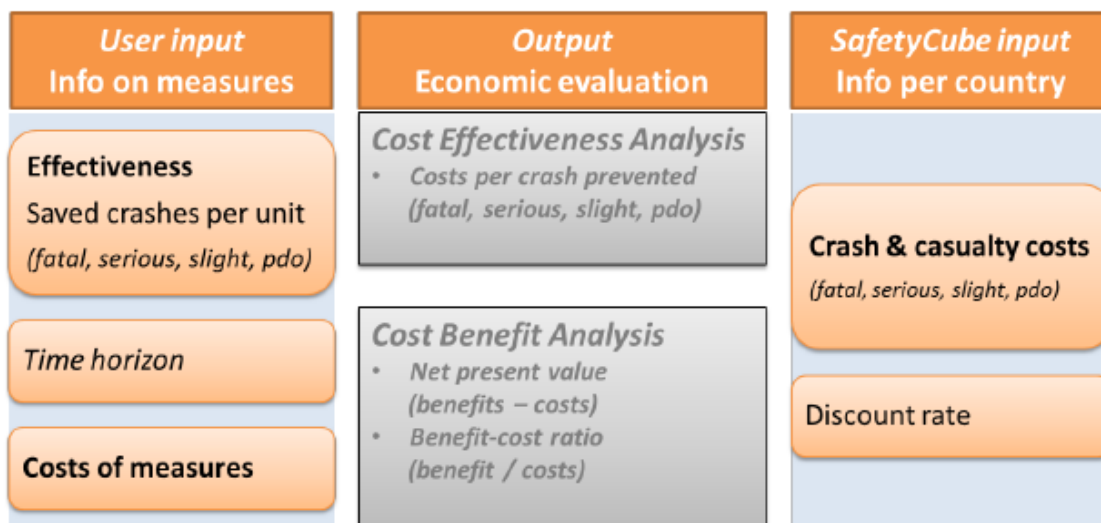 User input
Info on measures
Effectiveness
Saved crashes per unit
(fatal, serious, slight, pdo)
Time horizon
Costs of measures
Output
Economic evaluation
Cost Effectiveness Analysis
• Costs per crash prevented
(fatal, serious, slight, pdo)
Cost Benefit Analysis
• Net present value
(benefits – costs)
• Benefit-cost ratio
(benefit / costs)
SafetyCube input
Info per country
Crash & casualty costs
(fatal, serious, slight, pdo)
Discount rate